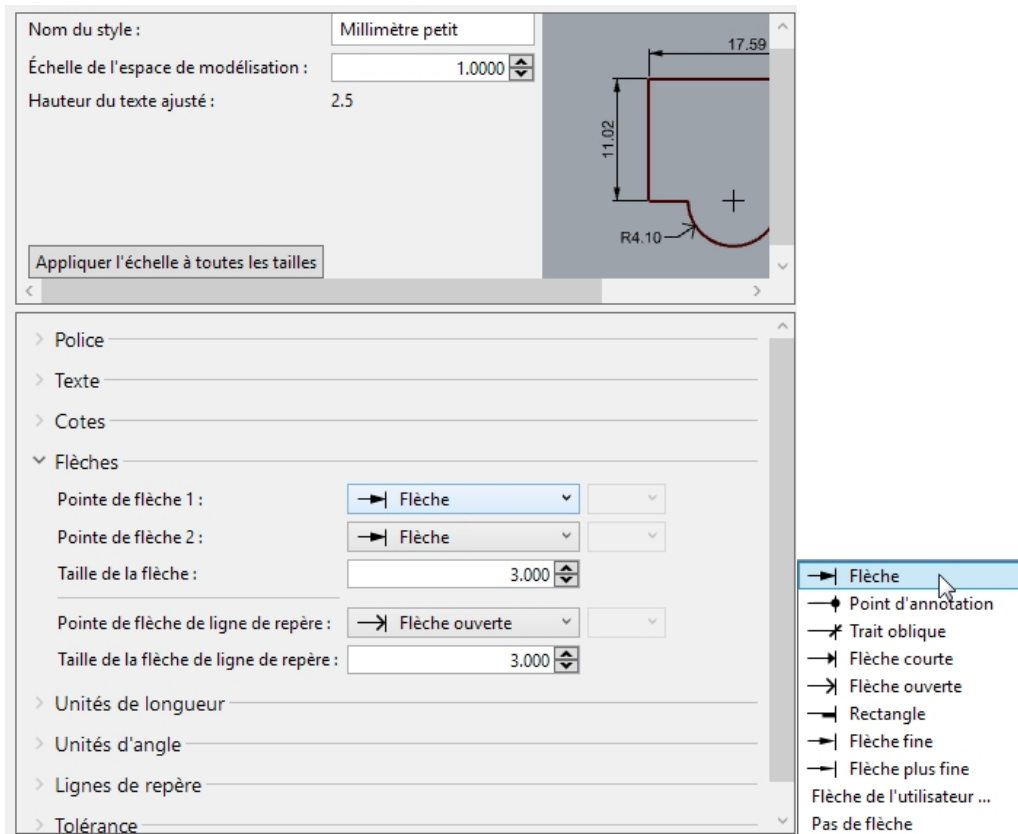 Nom du style : Millimètre petit
Échelle de l'espace de modélisation : 1.0000
Hauteur du texte ajusté : 2.5
17.59
11.02
R4.10
Appliquer l'échelle à toutes les tailles
Police
Texte
Cotes
Flèches
Pointe de flèche 1 : Flèche
Pointe de flèche 2 : Flèche
Taille de la flèche : 3.000
Pointe de flèche de ligne de repère : Flèche ouverte
Taille de la flèche de ligne de repère : 3.000
Unités de longueur
Unités d'angle
Lignes de repère
Tolérance
Flèche
Point d'annotation
Trait oblique
Flèche courte
Flèche ouverte
Rectangle
Flèche fine
Flèche plus fine
Flèche de l'utilisateur ...
Pas de flèche